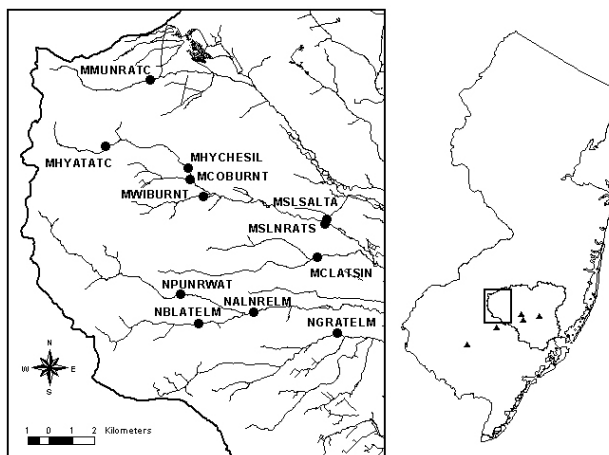 MMUNRATC
MHYATATC
MHYCHESIL
MCOBURNT
MWIBURNT
MSLSALTA
MSLNRATS
MCLATSIN
NPUNRWAT
NALNRELM
NBLATELM
NGRATELM
N
W E
S
1 0 1 2 Kilometers